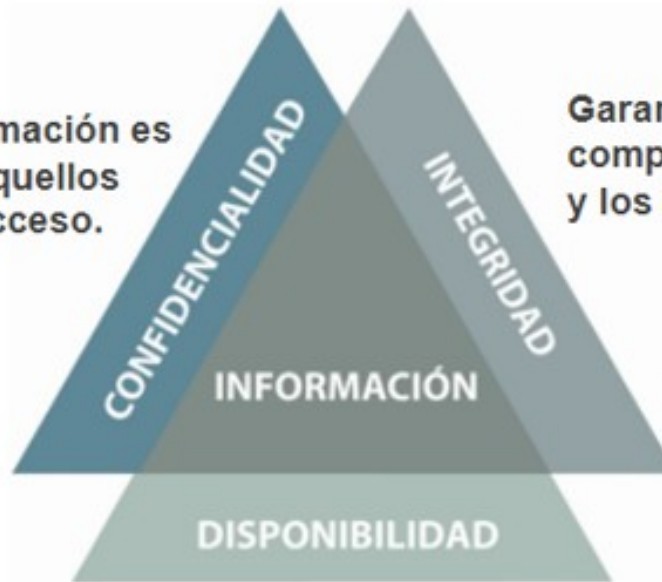 mación es
quellos
cceso.
CONFIDENCIALIDAD
INTEGRIDAD
Garan
comp
y los
INFORMACIÓN
DISPONIBILIDAD